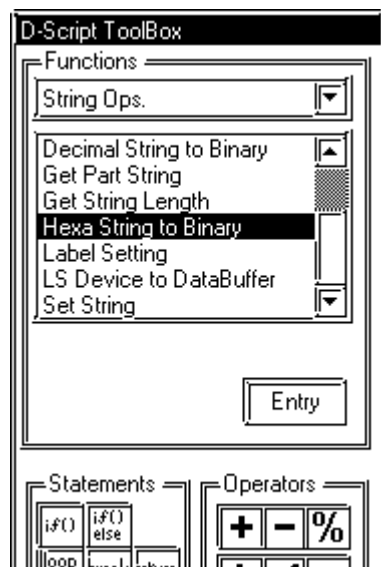 D-Script ToolBox
Functions
String Ops.
Decimal String to Binary
Get Part String
Get String Length
Hexa String to Binary
Label Setting
LS Device to DataBuffer
Set String
Entry
Statements
Operators
if()
if()
else
+ - %
loop